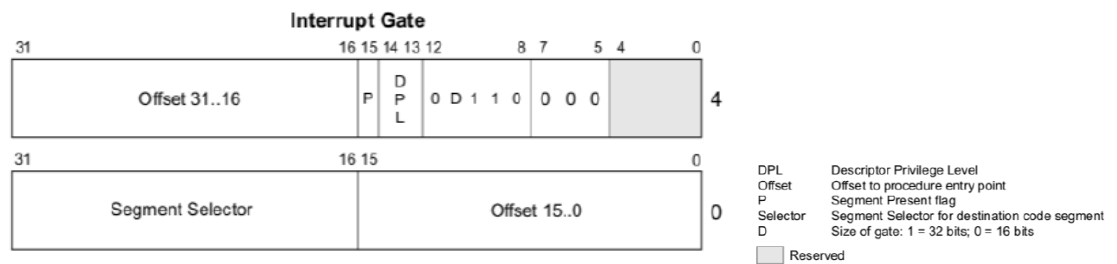 Interrupt Gate
31 16 15 14 13 12 8 7 5 4 0
Offset 31..16 P D P L 0 D 1 1 0 0 0 0 4
31 16 15 0
Segment Selector Offset 15..0 0
DPL Descriptor Privilege Level
Offset Offset to procedure entry point
P Segment Present flag
Selector Segment Selector for destination code segment
D Size of gate: 1 = 32 bits; 0 = 16 bits
Reserved